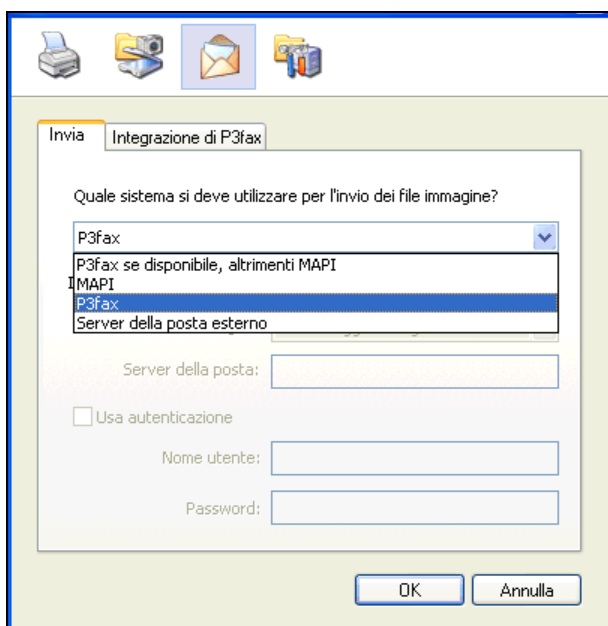 Invia
Integrazione di P3fax
Quale sistema si deve utilizzare per l'invio dei file immagine?
P3fax
P3fax se disponibile, altrimenti MAPI
MAPI
P3fax
Server della posta esterno
Server della posta:
Usa autenticazione
Nome utente:
Password:
OK
Annulla